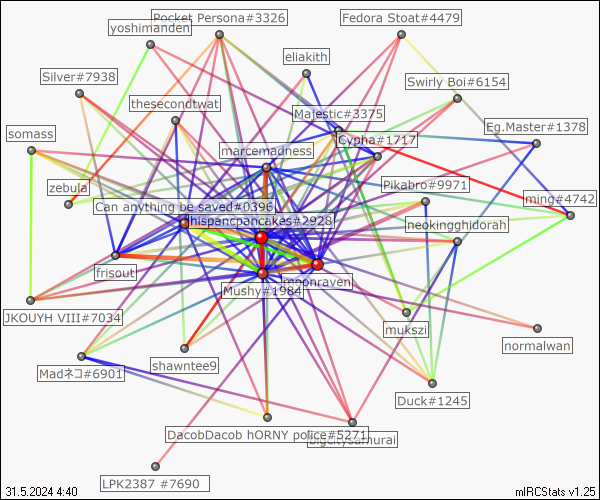 Pocket Persona#3326
Fedora Stoat#4479
yoshimanden
eliakith
Silver#7938
Swirly Boi#6154
thesecondtwat
Majestic#3375
Eg.Master#1378
somass
Cypha#1717
marcemadness
zebula
Pikabro#9971
ming#4742
Can anything be saved#0396
hispancpancakes#2928
neokingghidorah
frisout
moonraven
Mushy#1984
JKOUYH VIII#7034
mukszi
normalwan
shawntee9
Madネコ#6901
Duck#1245
DacobDacob hORNY police#5271
bigcitysamurai
LPK2387 #7690
31.5.2024 4:40
mIRCStats v1.25